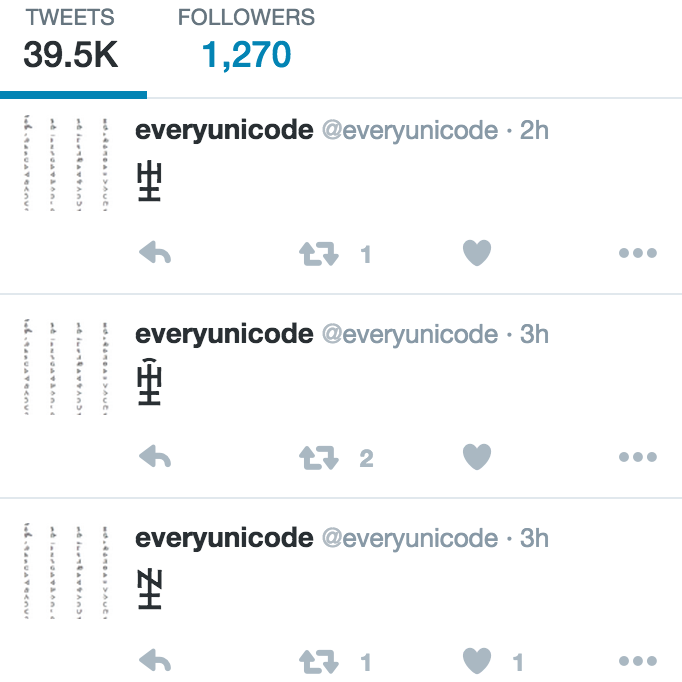 TWEETS FOLLOWERS
39.5K 1,270
everyunicode @everyunicode · 2h
1
everyunicode @everyunicode · 3h
2
everyunicode @everyunicode · 3h
1 1